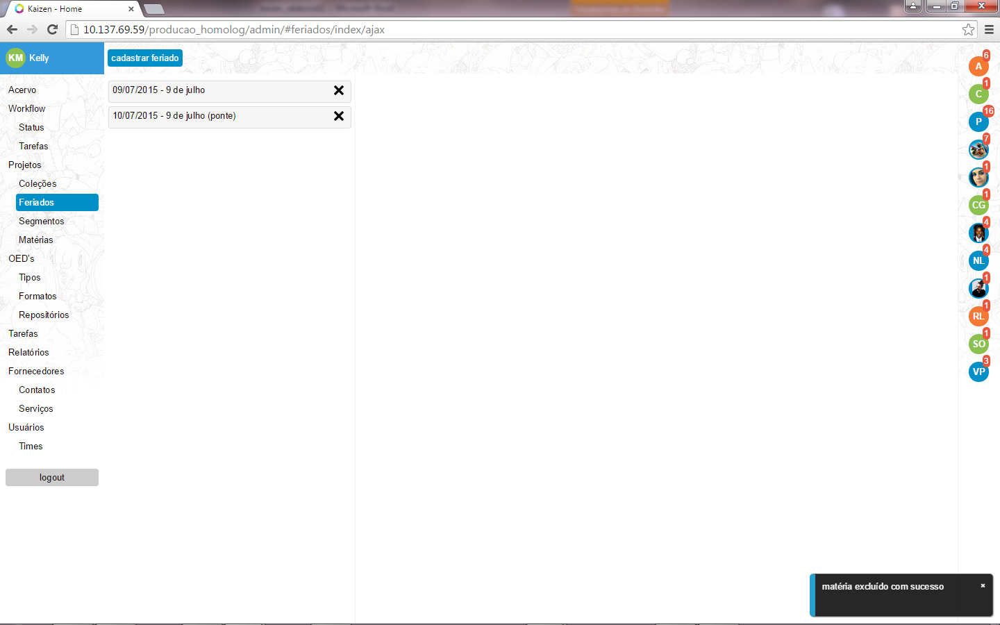 Kaizen - Home
10.137.69.59/producao_homolog/admin/#feriados/index/ajax
KM Kelly
cadastrar feriado
Acervo
Workflow
Status
Tarefas
Projetos
Coleções
Feriados
Segmentos
Matérias
OED's
Tipos
Formatos
Repositórios
Tarefas
Relatórios
Fornecedores
Contatos
Serviços
Usuários
Times
logout
09/07/2015 - 9 de julho
10/07/2015 - 9 de julho (ponte)
6
A
1
C
16
P
7
1
1
CG
4
4
NL
1
1
RL
1
SO
3
VP
matéria excluído com sucesso